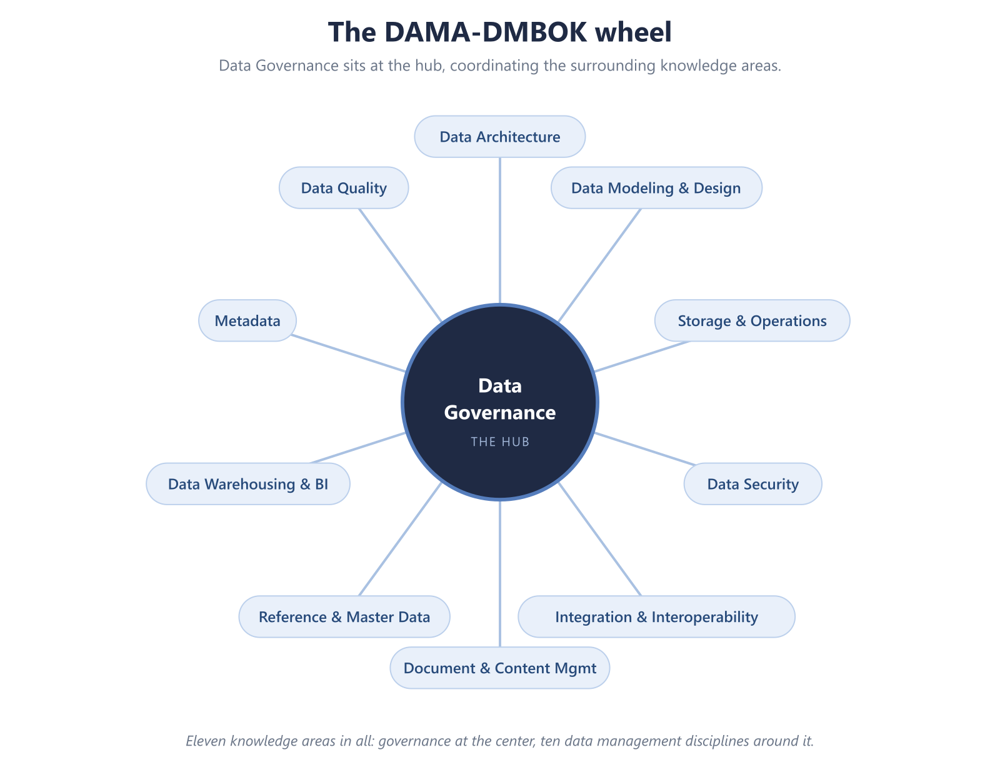 The DAMA-DMBOK wheel
Data Governance sits at the hub, coordinating the surrounding knowledge areas.
Data Architecture
Data Quality
Data Modeling & Design
Metadata
Storage & Operations
Data
Governance
THE HUB
Data Warehousing & BI
Data Security
Reference & Master Data
Integration & Interoperability
Document & Content Mgmt
Eleven knowledge areas in all: governance at the center, ten data management disciplines around it.